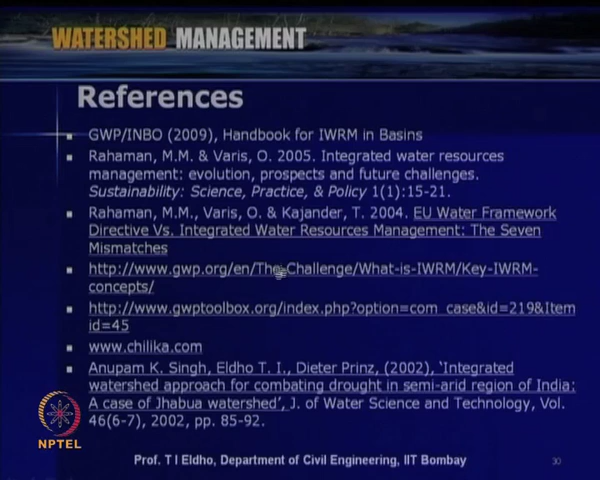 WATERSHED MANAGEMENT
References
GWP/INBO (2009), Handbook for IWRM in Basins
Rahaman, M.M. & Varis, O. 2005. Integrated water resources
management: evolution, prospects and future challenges.
Sustainability: Science, Practice, & Policy 1(1):15-21.
Rahaman, M.M., Varis, O. & Kajander, T. 2004. EU Water Framework
Directive Vs. Integrated Water Resources Management: The Seven
Mismatches
http://www.gwp.org/en/The-Challenge/What-is-IWRM/Key-IWRM-
concepts/
http://www.gwptoolbox.org/index.php?option=com_case&id=219&Item
id=45
www.chilika.com
Anupam K. Singh, Eldho T. I., Dieter Prinz, (2002), 'Integrated
watershed approach for combating drought in semi-arid region of India:
A case of Jhabua watershed', J. of Water Science and Technology, Vol.
46(6-7), 2002, pp. 85-92.
NPTEL
Prof. T I Eldho, Department of Civil Engineering, IIT Bombay
30